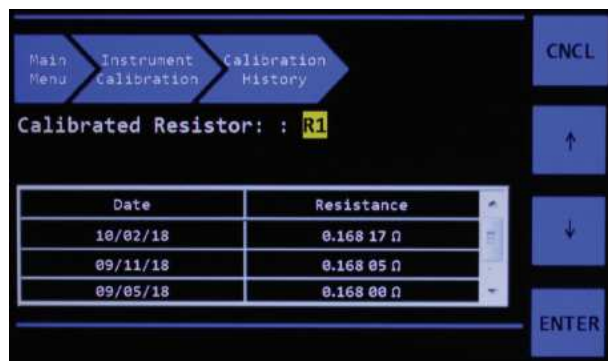 Main Menu
Instrument Calibration
Calibration History
CNCL
Calibrated Resistor: : R1
↑
Date Resistance
10/02/18 0.168 17 Ω
↓
09/11/18 0.168 05 Ω
09/05/18 0.168 00 Ω
ENTER